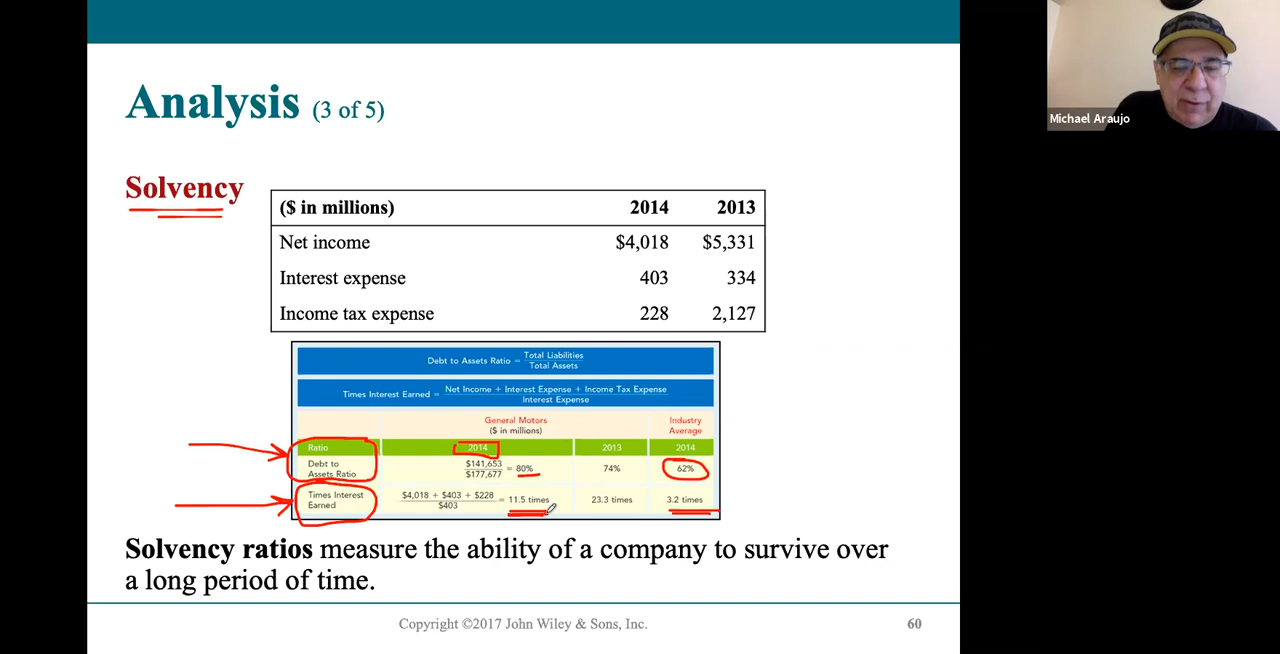 Analysis (3 of 5)
Michael Araujo
Solvency
($ in millions) 2014 2013
Net income $4,018 $5,331
Interest expense 403 334
Income tax expense 228 2,127
Debt to Assets Ratio = Total Liabilities
Total Assets
Times Interest Earned = Net Income + Interest Expense + Income Tax Expense
Interest Expense
General Motors
($ in millions)
Industry
Average
Ratio 2014 2013 2014
Debt to
Assets Ratio
$141,653
$177,677
= 80% 74% 62%
Times Interest
Earned
$4,018 + $403 + $228
$403
= 11.5 times 23.3 times 3.2 times
Solvency ratios measure the ability of a company to survive over
a long period of time.
Copyright ©2017 John Wiley & Sons, Inc. 60